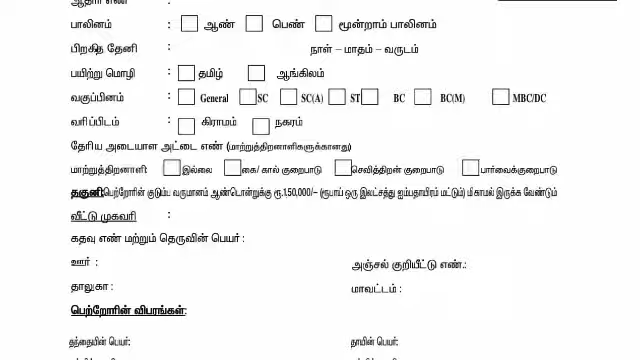 ஆதார் எண் :
பாலினம் : ஆண் பெண் மூன்றாம் பாலினம்
பிறந்த தேதி : நாள் – மாதம் – வருடம்
பயிற்று மொழி : தமிழ் ஆங்கிலம்
வகுப்பினம் : General SC SC(A) ST BC BC(M) MBC/DC
வசிப்பிடம் : கிராமம் நகரம்
தேசிய அடையாள அட்டை எண் (மாற்றுத்திறனாளிகளுக்கானது)
மாற்றுத்திறனாளி: இல்லை கை/ கால் குறைபாடு செவித்திறன் குறைபாடு பார்வைக்குறைபாடு
தகுதி:பெற்றோரின் குடும்ப வருமானம் ஆண்டொன்றுக்கு ரூ.1,50,000/– (ரூபாய் ஒரு இலட்சத்து ஐம்பதாயிரம் மட்டும்) மிகாமல் இருக்க வேண்டும்
வீட்டு முகவரி :
கதவு எண் மற்றும் தெருவின் பெயர் :
ஊர் : அஞ்சல் குறியீட்டு எண்.:
தாலுகா : மாவட்டம் :
பெற்றோரின் விபரங்கள்:
தந்தையின் பெயர்: தாயின் பெயர்: